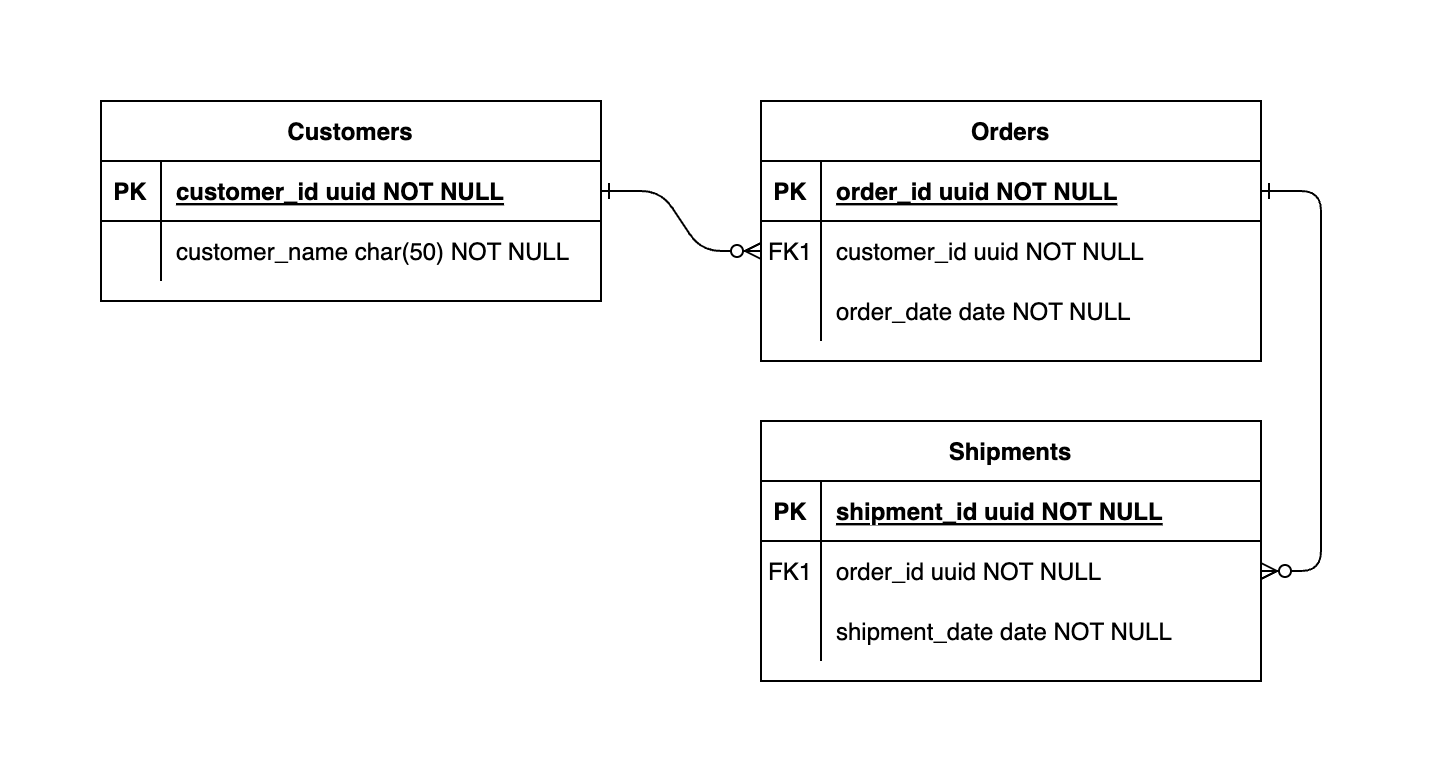 Customers
PK customer_id uuid NOT NULL
customer_name char(50) NOT NULL
Orders
PK order_id uuid NOT NULL
FK1 customer_id uuid NOT NULL
order_date date NOT NULL
Shipments
PK shipment_id uuid NOT NULL
FK1 order_id uuid NOT NULL
shipment_date date NOT NULL